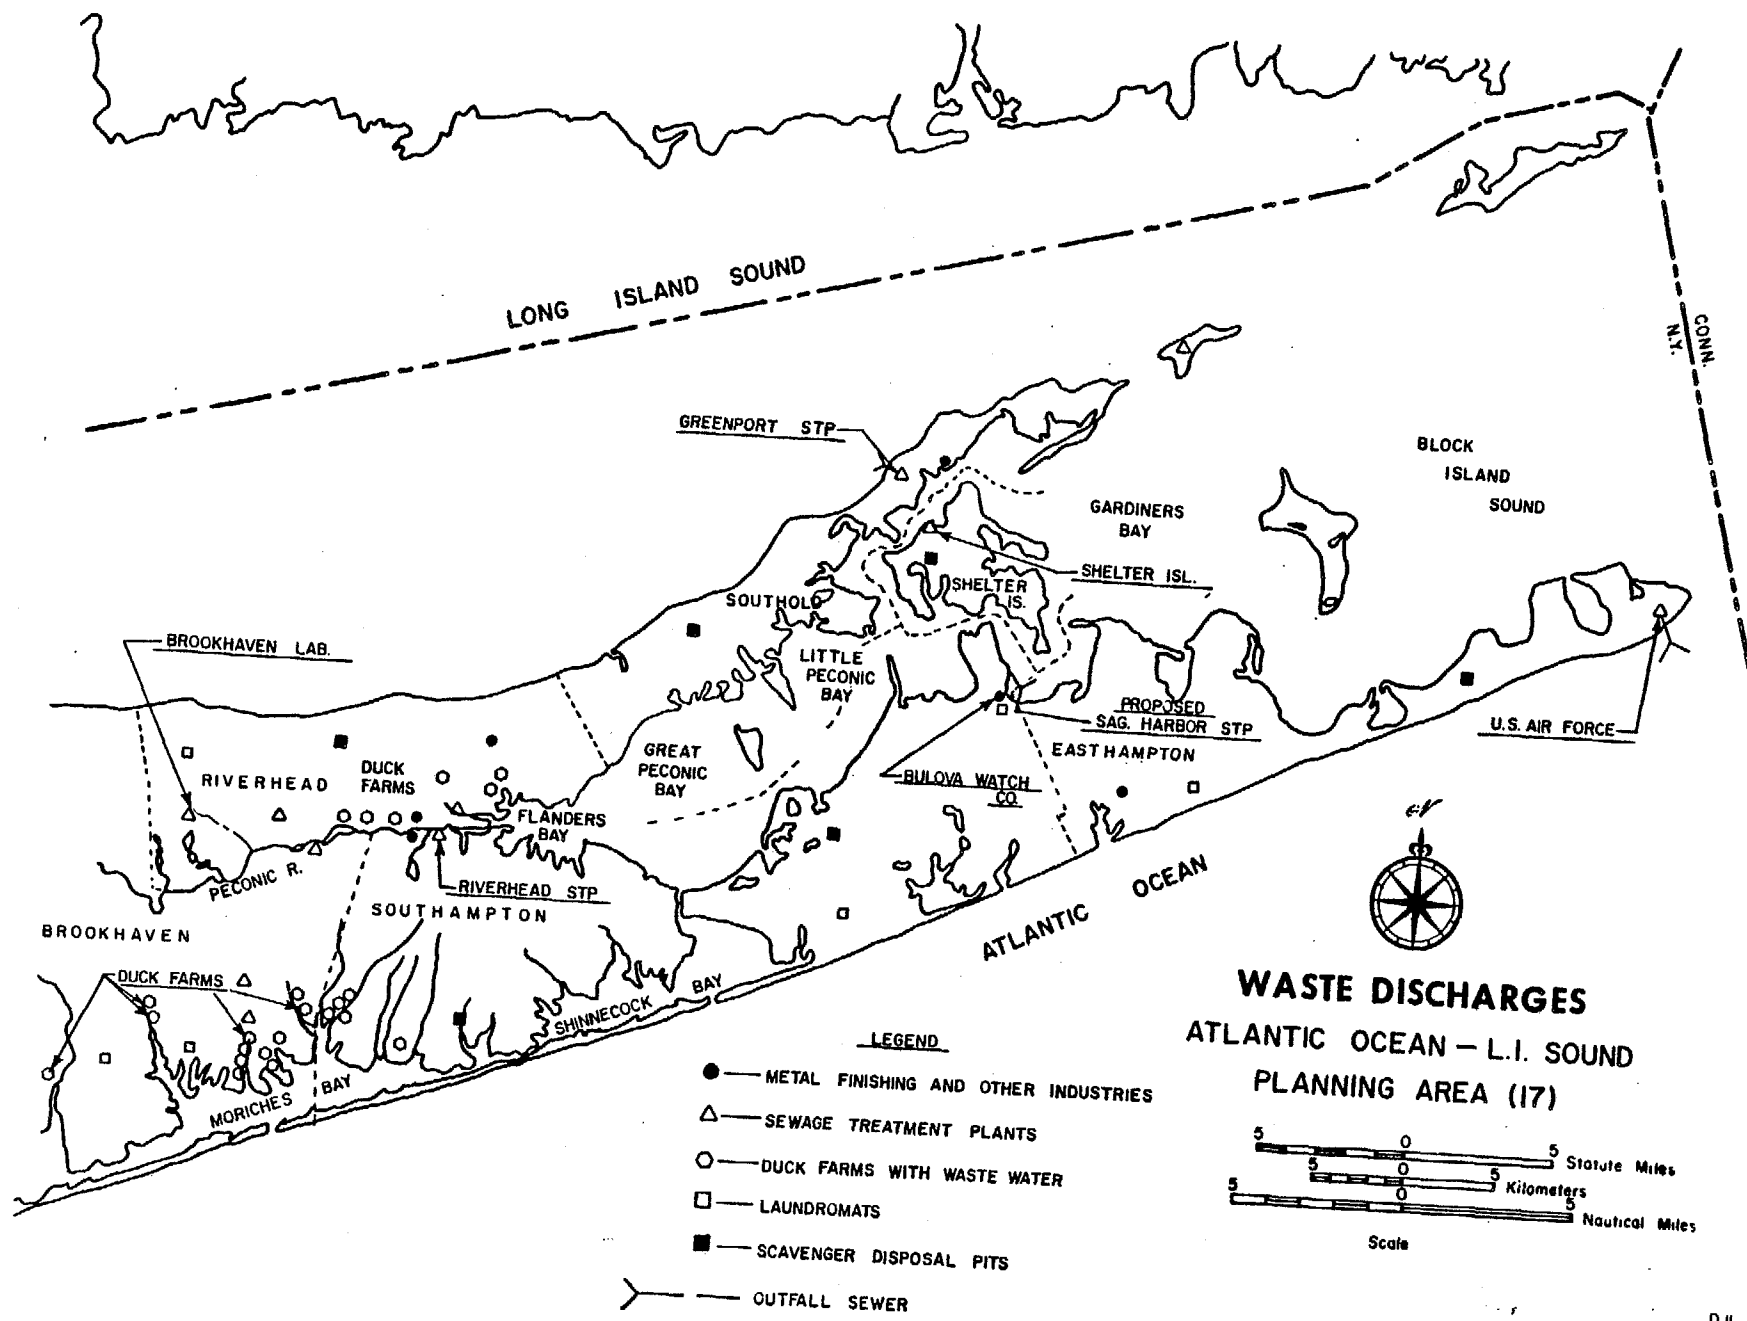 LONG ISLAND SOUND
CONN.
N.Y.
GREENPORT STP
BLOCK
ISLAND
SOUND
GARDINERS
BAY
SHELTER ISL.
SHELTER
IS.
SOUTHOLD
BROOKHAVEN LAB.
LITTLE
PECONIC
BAY
PROPOSED
SAG. HARBOR STP
U.S. AIR FORCE
EASTHAMPTON
GREAT
PECONIC
BAY
RIVERHEAD
DUCK
FARMS
BULOVA WATCH
CO.
FLANDERS
BAY
PECONIC R.
RIVERHEAD STP
SOUTHAMPTON
ATLANTIC OCEAN
BROOKHAVEN
DUCK FARMS
SHINNECOCK BAY
MORICHES BAY
N
WASTE DISCHARGES
ATLANTIC OCEAN — L.I. SOUND
PLANNING AREA (17)
LEGEND
METAL FINISHING AND OTHER INDUSTRIES
SEWAGE TREATMENT PLANTS
DUCK FARMS WITH WASTE WATER
LAUNDROMATS
SCAVENGER DISPOSAL PITS
OUTFALL SEWER
5 0 5 Statute Miles
5 0 5 Kilometers
5 0 5 Nautical Miles
Scale